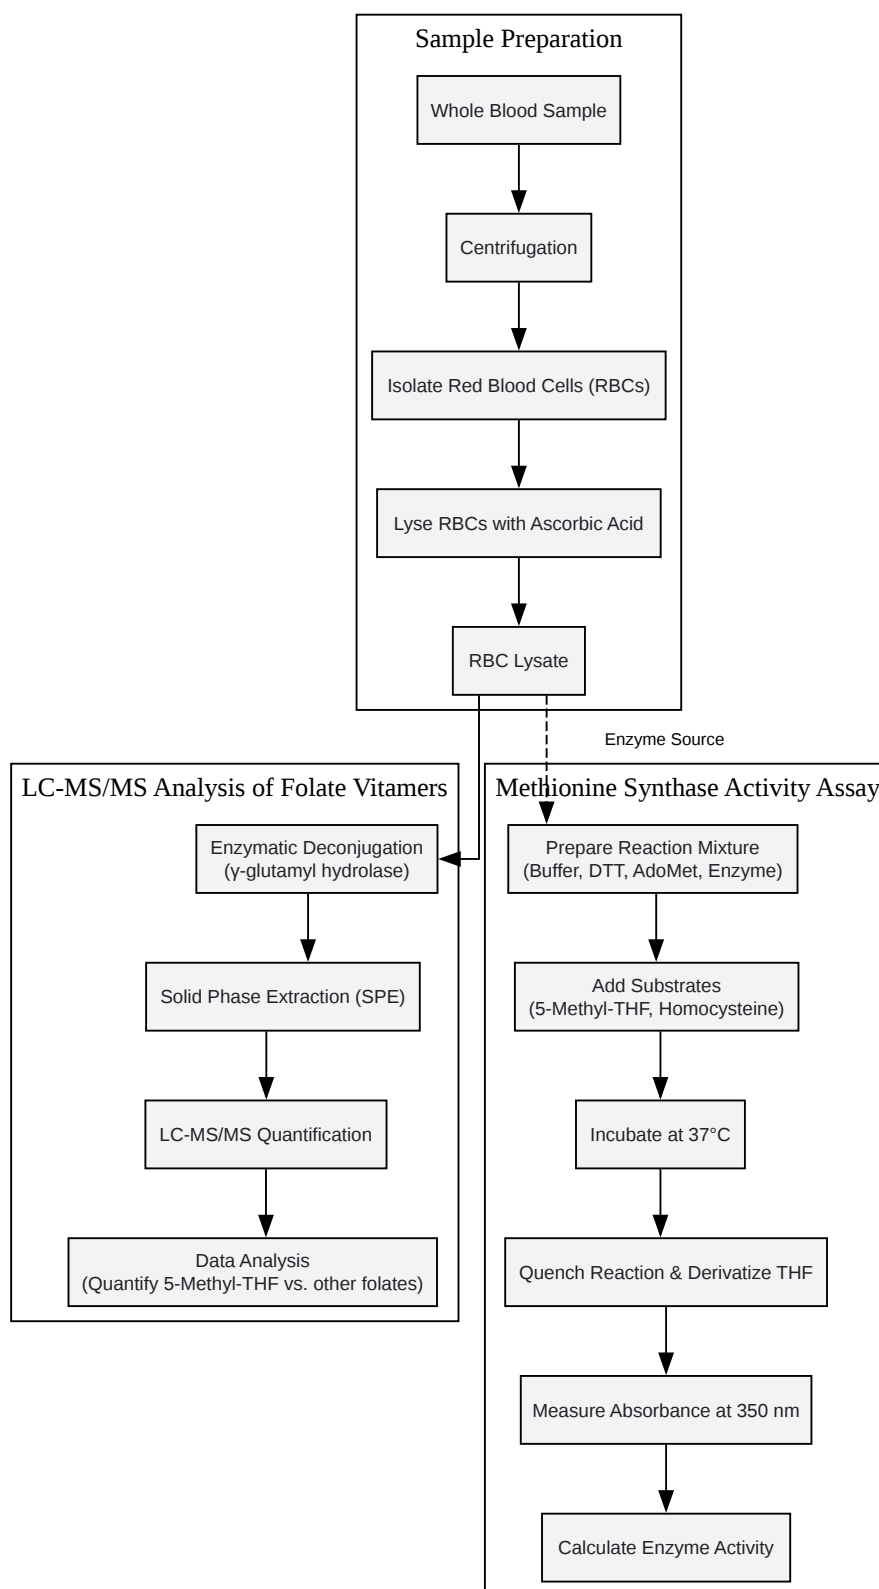 Sample Preparation
Whole Blood Sample
Centrifugation
Isolate Red Blood Cells (RBCs)
Lyse RBCs with Ascorbic Acid
RBC Lysate
Enzyme Source
LC-MS/MS Analysis of Folate Vitamers
Enzymatic Deconjugation
(γ-glutamyl hydrolase)
Solid Phase Extraction (SPE)
LC-MS/MS Quantification
Data Analysis
(Quantify 5-Methyl-THF vs. other folates)
Methionine Synthase Activity Assay
Prepare Reaction Mixture
(Buffer, DTT, AdoMet, Enzyme)
Add Substrates
(5-Methyl-THF, Homocysteine)
Incubate at 37°C
Quench Reaction & Derivatize THF
Measure Absorbance at 350 nm
Calculate Enzyme Activity